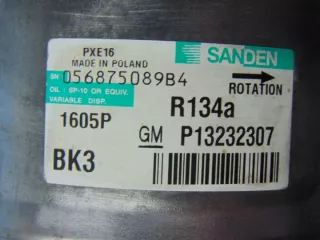 PXE16
MADE IN POLAND
SANDEN
SN 056875089B4
OIL : SP-10 OR EQUIV.
VARIABLE DISP.
ROTATION
1605P
R134a
GM P13232307
BK3